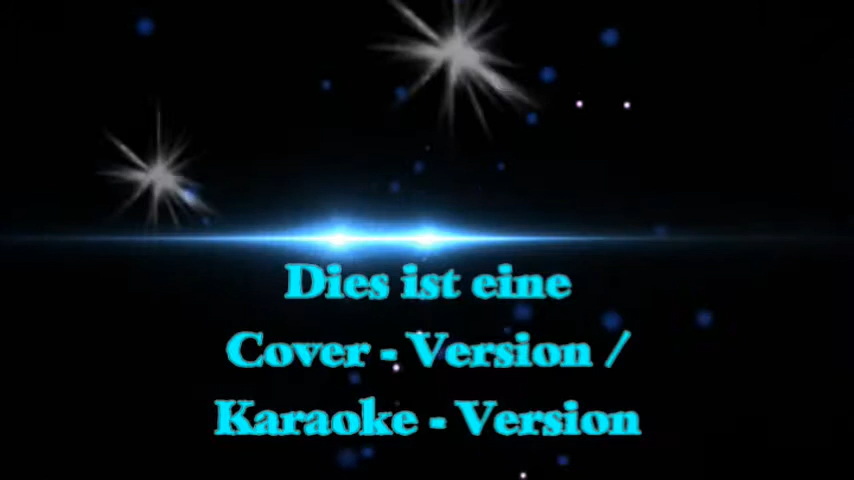 Dies ist eine
Cover - Version /
Karaoke - Version